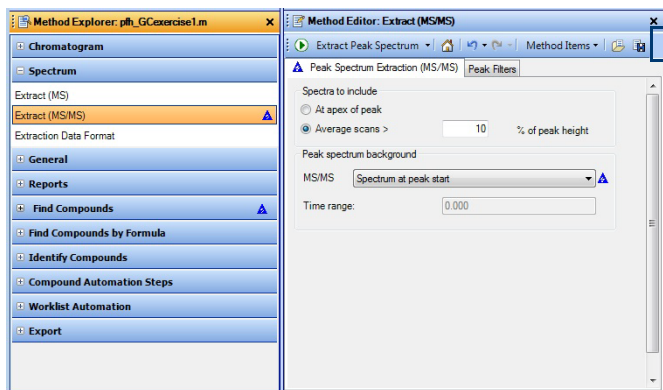 Method Explorer: pfh_GCexercise1.m
Chromatogram
Spectrum
Extract (MS)
Extract (MS/MS)
Extraction Data Format
General
Reports
Find Compounds
Find Compounds by Formula
Identify Compounds
Compound Automation Steps
Worklist Automation
Export
Method Editor: Extract (MS/MS)
Extract Peak Spectrum Method Items
Peak Spectrum Extraction (MS/MS) Peak Filters
Spectra to include
At apex of peak
Average scans > 10 % of peak height
Peak spectrum background
MS/MS Spectrum at peak start
Time range: 0.000